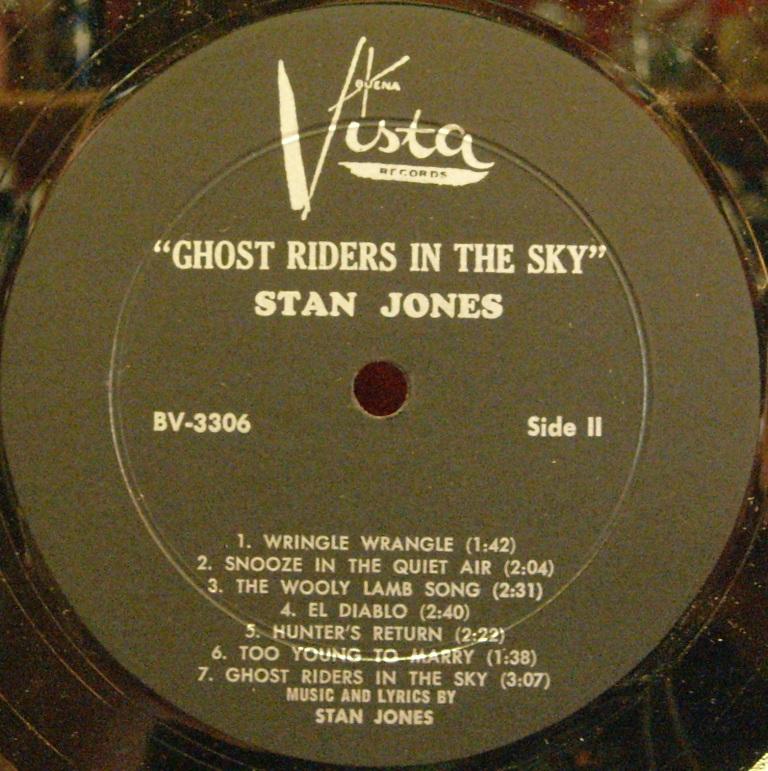 BUENA
Vista
RECORDS
“GHOST RIDERS IN THE SKY”
STAN JONES
BV-3306 Side II
1. WRINGLE WRANGLE (1:42)
2. SNOOZE IN THE QUIET AIR (2:04)
3. THE WOOLY LAMB SONG (2:31)
4. EL DIABLO (2:40)
5. HUNTER'S RETURN (2:22)
6. TOO YOUNG TO MARRY (1:38)
7. GHOST RIDERS IN THE SKY (3:07)
MUSIC AND LYRICS BY
STAN JONES